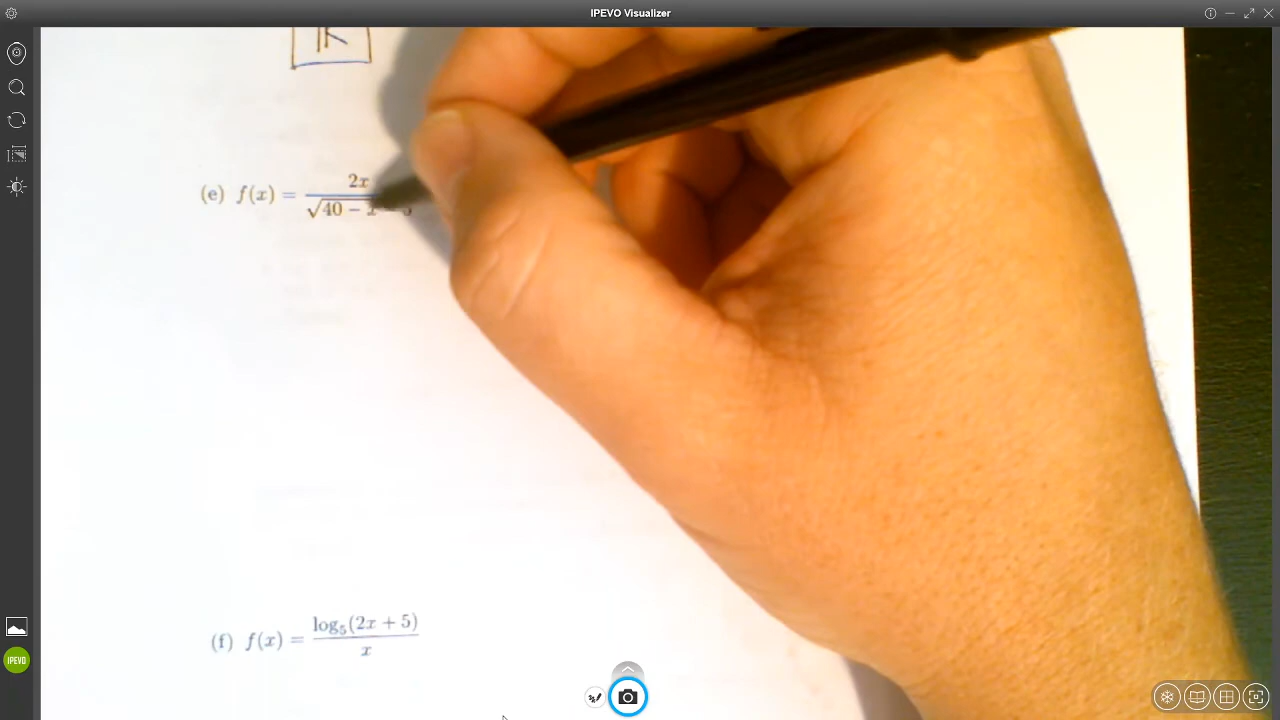 IPEVO Visualizer
ℝ
(e) f(x) = 2x / √40 −
(f) f(x) = log₅(2x + 5) / x
IPEVO